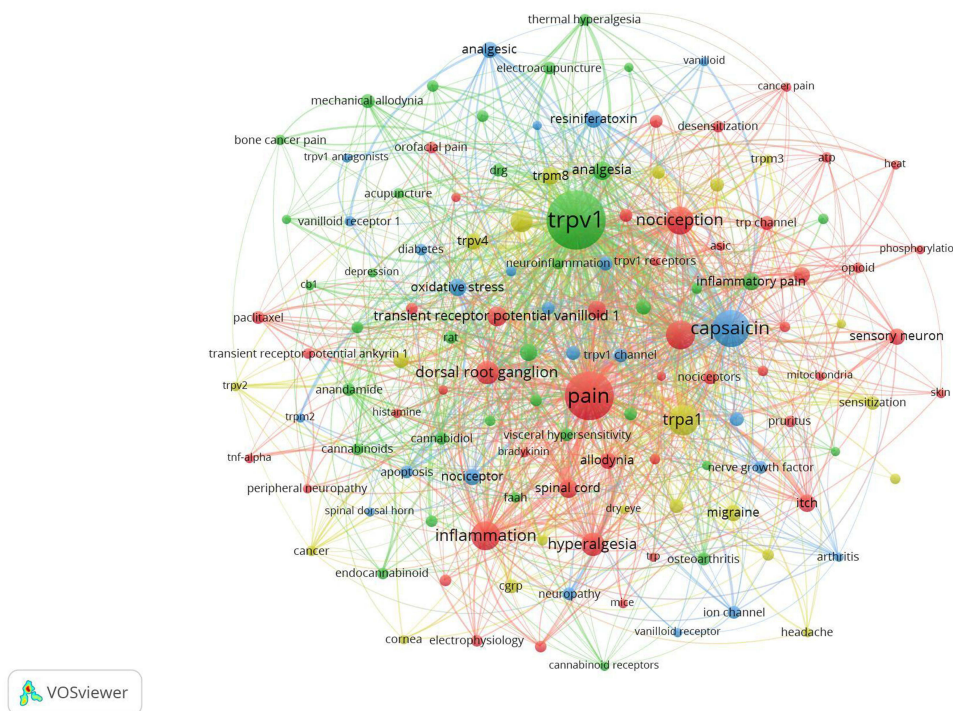 thermal hyperalgesia
analgesic
vanilloid
electroacupuncture
cancer pain
mechanical allodynia
resiniferatoxin
desensitization
bone cancer pain
orofacial pain
trpv1 antagonists
trpm3
atp
heat
drg
trpm8
analgesia
acupuncture
trpv1
nociception
vanilloid receptor 1
trp channel
trpv4
diabetes
asic
phosphorylatio
neuroinflammation
trpv1 receptors
opioid
depression
cb1
oxidative stress
inflammatory pain
paclitaxel
transient receptor potential vanilloid 1
capsaicin
rat
sensory neuron
transient receptor potential ankyrin 1
trpv1 channel
dorsal root ganglion
nociceptors
mitochondria
trpv2
anandamide
pain
skin
sensitization
trpm2
histamine
trpa1
pruritus
cannabidiol
visceral hypersensitivity
cannabinoids
bradykinin
tnf-alpha
allodynia
nerve growth factor
apoptosis
nociceptor
peripheral neuropathy
spinal cord
faah
itch
spinal dorsal horn
dry eye
migraine
inflammation
hyperalgesia
cancer
trp
osteoarthritis
arthritis
endocannabinoid
cgrp
neuropathy
mice
ion channel
cornea
electrophysiology
vanilloid receptor
headache
cannabinoid receptors
VOSviewer